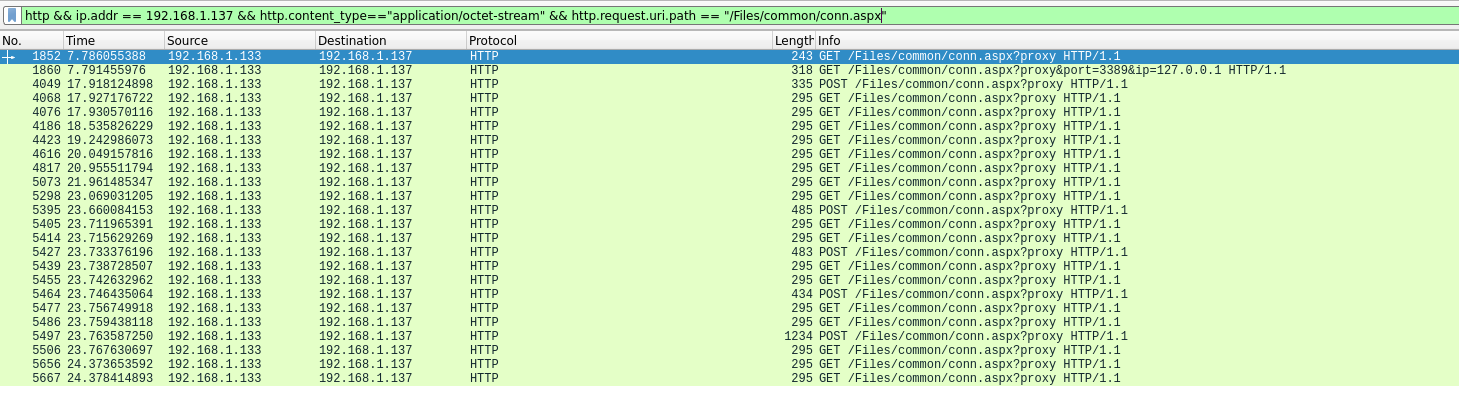 http && ip.addr == 192.168.1.137 && http.content_type=="application/octet-stream" && http.request.uri.path == "/Files/common/conn.aspx"
No. Time Source Destination Protocol Length Info
1852 7.786055388 192.168.1.133 192.168.1.137 HTTP 243 GET /Files/common/conn.aspx?proxy HTTP/1.1
1860 7.791455976 192.168.1.133 192.168.1.137 HTTP 318 GET /Files/common/conn.aspx?proxy&port=3389&ip=127.0.0.1 HTTP/1.1
4049 17.918124898 192.168.1.133 192.168.1.137 HTTP 335 POST /Files/common/conn.aspx?proxy HTTP/1.1
4068 17.927176722 192.168.1.133 192.168.1.137 HTTP 295 GET /Files/common/conn.aspx?proxy HTTP/1.1
4076 17.930570116 192.168.1.133 192.168.1.137 HTTP 295 GET /Files/common/conn.aspx?proxy HTTP/1.1
4186 18.535826229 192.168.1.133 192.168.1.137 HTTP 295 GET /Files/common/conn.aspx?proxy HTTP/1.1
4423 19.242986073 192.168.1.133 192.168.1.137 HTTP 295 GET /Files/common/conn.aspx?proxy HTTP/1.1
4616 20.049157816 192.168.1.133 192.168.1.137 HTTP 295 GET /Files/common/conn.aspx?proxy HTTP/1.1
4817 20.955511794 192.168.1.133 192.168.1.137 HTTP 295 GET /Files/common/conn.aspx?proxy HTTP/1.1
5073 21.961485347 192.168.1.133 192.168.1.137 HTTP 295 GET /Files/common/conn.aspx?proxy HTTP/1.1
5298 23.069031205 192.168.1.133 192.168.1.137 HTTP 295 GET /Files/common/conn.aspx?proxy HTTP/1.1
5395 23.660084153 192.168.1.133 192.168.1.137 HTTP 485 POST /Files/common/conn.aspx?proxy HTTP/1.1
5405 23.711965391 192.168.1.133 192.168.1.137 HTTP 295 GET /Files/common/conn.aspx?proxy HTTP/1.1
5414 23.715629269 192.168.1.133 192.168.1.137 HTTP 295 GET /Files/common/conn.aspx?proxy HTTP/1.1
5427 23.733376196 192.168.1.133 192.168.1.137 HTTP 483 POST /Files/common/conn.aspx?proxy HTTP/1.1
5439 23.738728507 192.168.1.133 192.168.1.137 HTTP 295 GET /Files/common/conn.aspx?proxy HTTP/1.1
5455 23.742632962 192.168.1.133 192.168.1.137 HTTP 295 GET /Files/common/conn.aspx?proxy HTTP/1.1
5464 23.746435064 192.168.1.133 192.168.1.137 HTTP 434 POST /Files/common/conn.aspx?proxy HTTP/1.1
5477 23.756749918 192.168.1.133 192.168.1.137 HTTP 295 GET /Files/common/conn.aspx?proxy HTTP/1.1
5486 23.759438118 192.168.1.133 192.168.1.137 HTTP 295 GET /Files/common/conn.aspx?proxy HTTP/1.1
5497 23.763587250 192.168.1.133 192.168.1.137 HTTP 1234 POST /Files/common/conn.aspx?proxy HTTP/1.1
5506 23.767630697 192.168.1.133 192.168.1.137 HTTP 295 GET /Files/common/conn.aspx?proxy HTTP/1.1
5656 24.373653592 192.168.1.133 192.168.1.137 HTTP 295 GET /Files/common/conn.aspx?proxy HTTP/1.1
5667 24.378414893 192.168.1.133 192.168.1.137 HTTP 295 GET /Files/common/conn.aspx?proxy HTTP/1.1